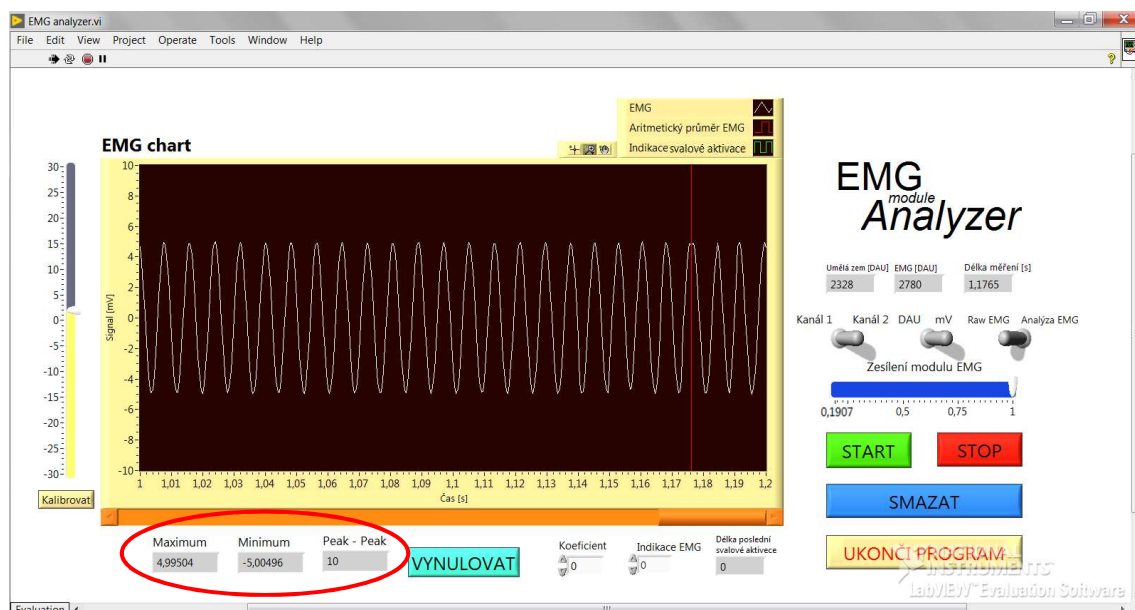 EMG analyzer.vi
File Edit View Project Operate Tools Window Help
EMG
Aritmetický průměr EMG
Indikace svalové aktivace
EMG chart
30
25
20
15
10
5
0
-5
-10
-15
-20
-25
-30
Kalibrovat
Signal [mV]
10
8
6
4
2
0
-2
-4
-6
-8
-10
1 1,01 1,02 1,03 1,04 1,05 1,06 1,07 1,08 1,09 1,1 1,11 1,12 1,13 1,14 1,15 1,16 1,17 1,18 1,19 1,2
Čas [s]
Maximum Minimum Peak - Peak
4,99504 -5,00496 10
VYNULOVAT
Koeficient
0
Indikace EMG
0
Délka poslední
svalové aktivece
0
EMG
module
Analyzer
Umělá zem [DAU] EMG [DAU] Délka měření [s]
2328 2780 1,1765
Kanál 1 Kanál 2 DAU mV Raw EMG Analýza EMG
Zesílení modulu EMG
0,1907 0,5 0,75 1
START STOP
SMAZAT
UKONČI PROGRAM
NATIONAL
INSTRUMENTS
LabVIEW™ Evaluation Software
Evaluation